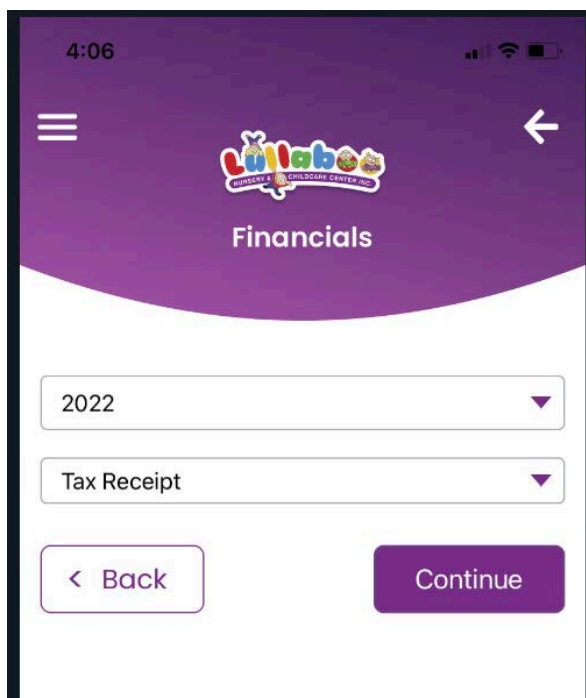 4:06
Lullaboo
NURSERY & CHILDCARE CENTER INC.
Financials
2022
Tax Receipt
< Back
Continue